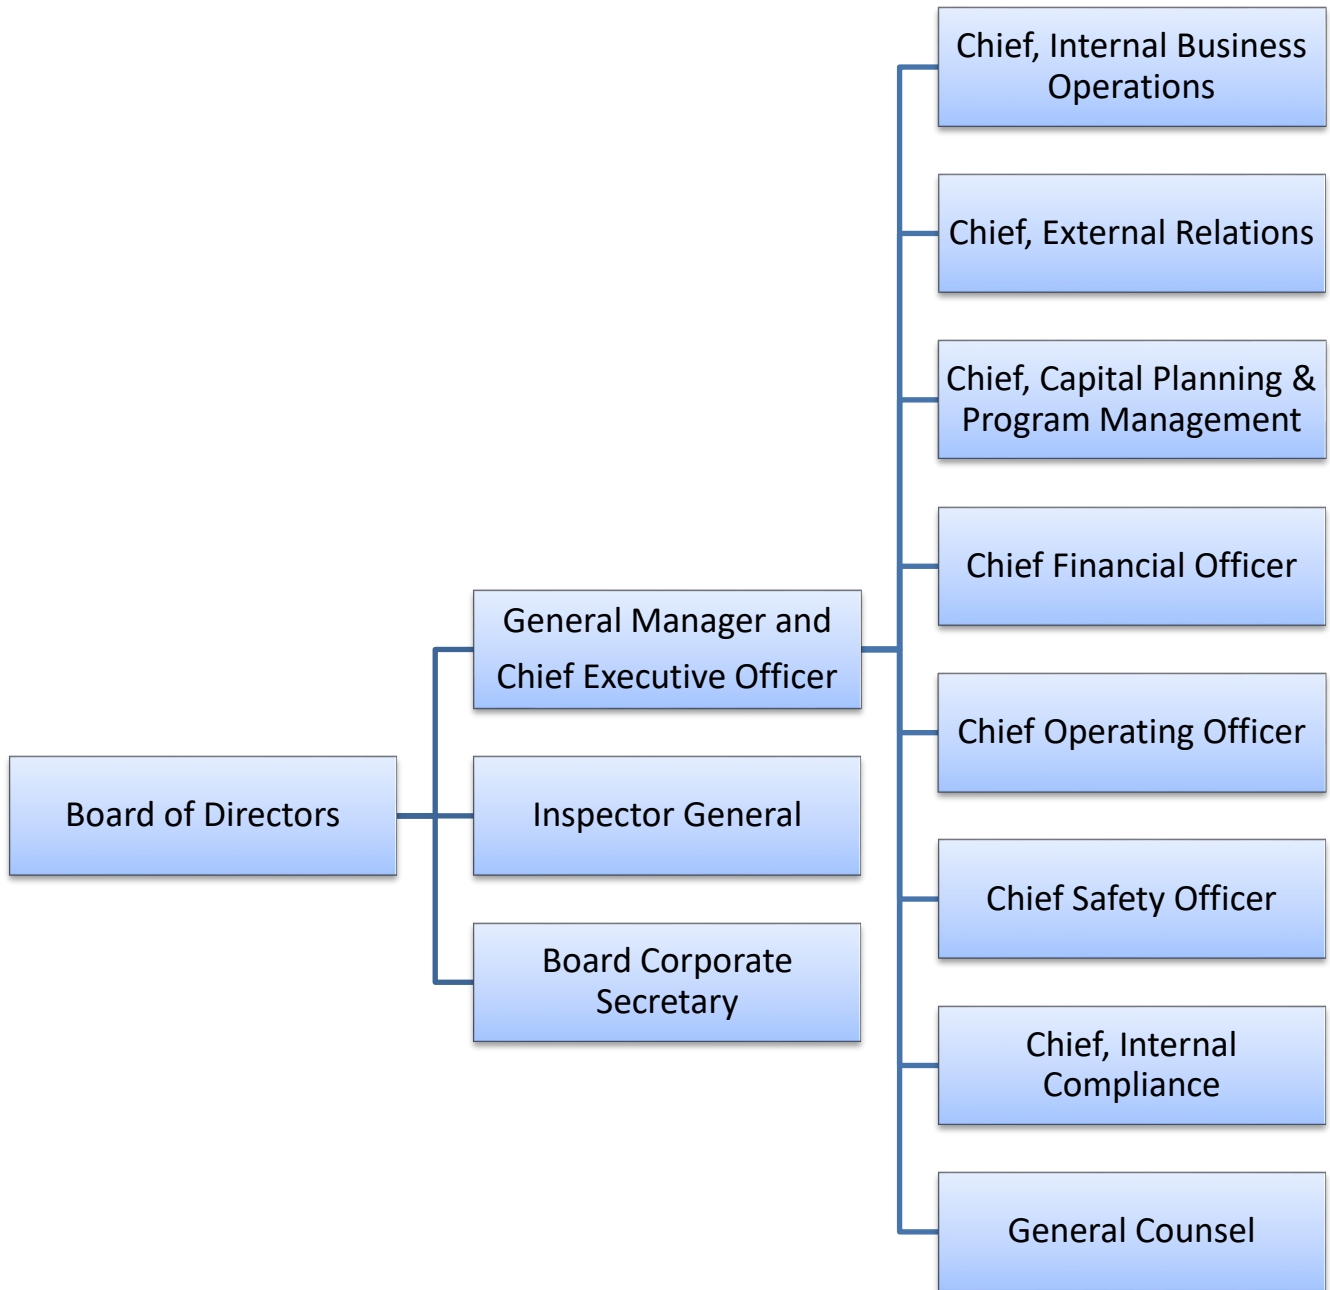 Chief, Internal Business
Operations
Chief, External Relations
Chief, Capital Planning &
Program Management
Chief Financial Officer
General Manager and
Chief Executive Officer
Chief Operating Officer
Board of Directors
Inspector General
Chief Safety Officer
Board Corporate
Secretary
Chief, Internal
Compliance
General Counsel